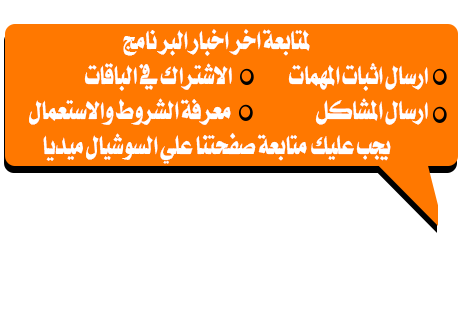 لمتابعة اخر اخبار البرنامج
ارسال اثبات المهمات الاشتراك في الباقات
ارسال المشاكل معرفة الشروط والاستعمال
يجب عليك متابعة صفحتنا علي السوشيال ميديا